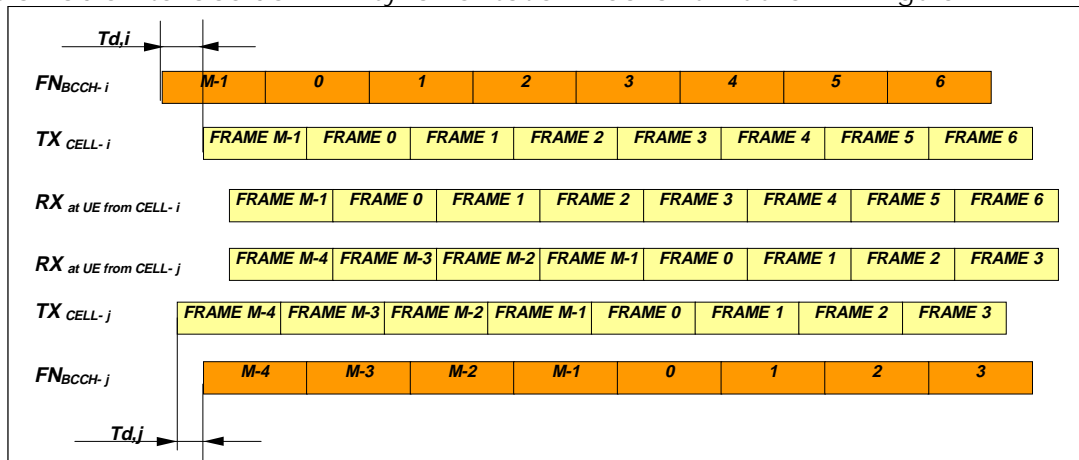 Td,i
FNBCCH- i M-1 0 1 2 3 4 5 6
TX CELL- i FRAME M-1 FRAME 0 FRAME 1 FRAME 2 FRAME 3 FRAME 4 FRAME 5 FRAME 6
RX at UE from CELL- i FRAME M-1 FRAME 0 FRAME 1 FRAME 2 FRAME 3 FRAME 4 FRAME 5 FRAME 6
RX at UE from CELL- j FRAME M-4 FRAME M-3 FRAME M-2 FRAME M-1 FRAME 0 FRAME 1 FRAME 2 FRAME 3
TX CELL- j FRAME M-4 FRAME M-3 FRAME M-2 FRAME M-1 FRAME 0 FRAME 1 FRAME 2 FRAME 3
FNBCCH- j M-4 M-3 M-2 M-1 0 1 2 3
Td,j